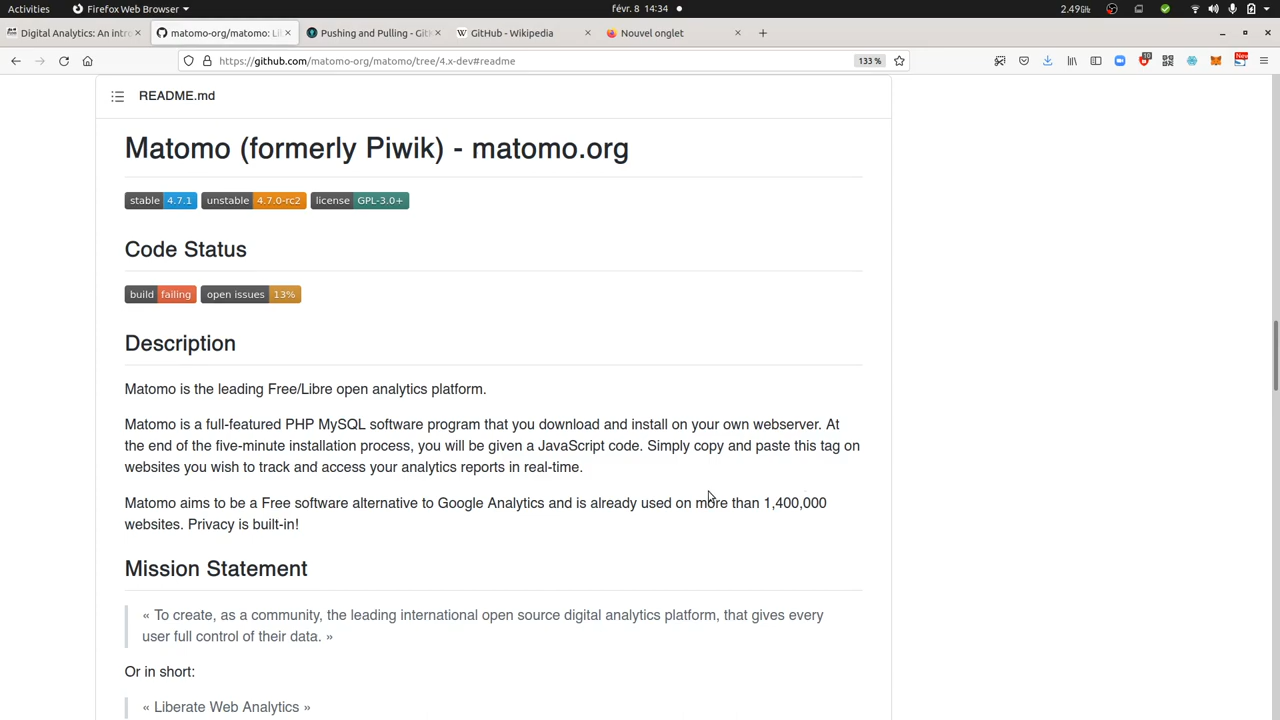 Activities Firefox Web Browser févr. 8 14:34 2.49 GHz
Digital Analytics: An intr × matomo-org/matomo: Li × Pushing and Pulling - Git × GitHub - Wikipedia × Nouvel onglet × +
https://github.com/matomo-org/matomo/tree/4.x-dev#readme 133 % 10 New
README.md
Matomo (formerly Piwik) - matomo.org
stable 4.7.1 unstable 4.7.0-rc2 license GPL-3.0+
Code Status
build failing open issues 13%
Description
Matomo is the leading Free/Libre open analytics platform.
Matomo is a full-featured PHP MySQL software program that you download and install on your own webserver. At
the end of the five-minute installation process, you will be given a JavaScript code. Simply copy and paste this tag on
websites you wish to track and access your analytics reports in real-time.
Matomo aims to be a Free software alternative to Google Analytics and is already used on more than 1,400,000
websites. Privacy is built-in!
Mission Statement
« To create, as a community, the leading international open source digital analytics platform, that gives every
user full control of their data. »
Or in short:
« Liberate Web Analytics »